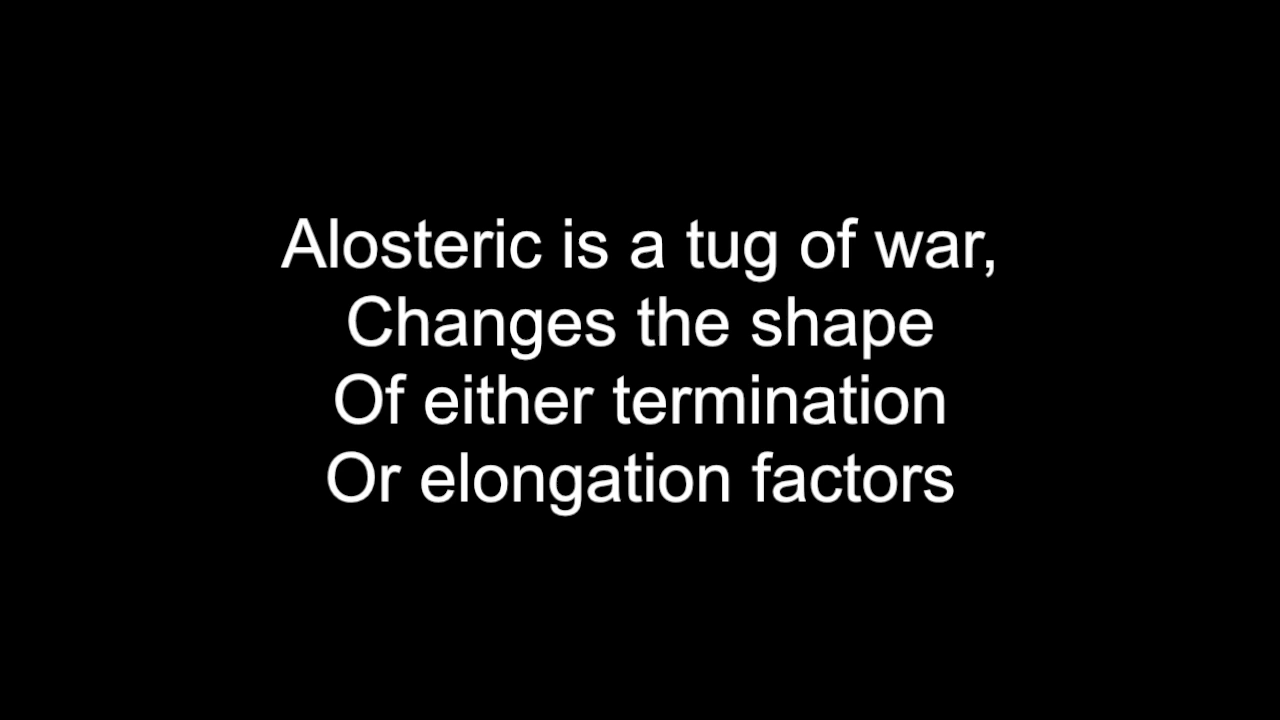 Alosteric is a tug of war,
Changes the shape
Of either termination
Or elongation factors